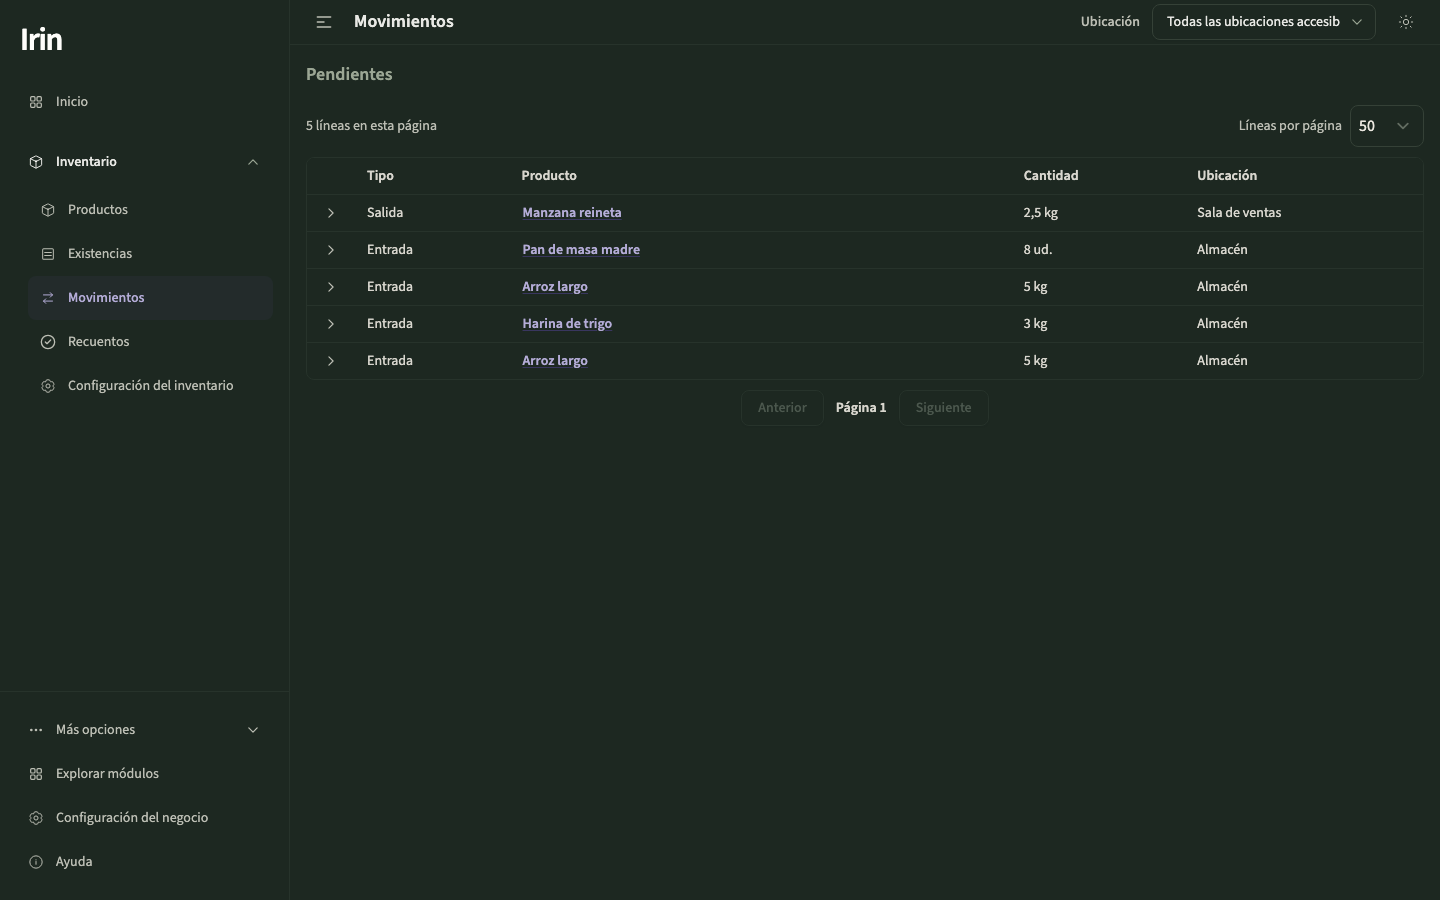 Irin
Inicio
Inventario
Productos
Existencias
Movimientos
Recuentos
Configuración del inventario
Más opciones
Explorar módulos
Configuración del negocio
Ayuda
Movimientos
Ubicación
Todas las ubicaciones accesib
Pendientes
5 líneas en esta página
Líneas por página
50
Tipo Producto Cantidad Ubicación
Salida Manzana reineta 2,5 kg Sala de ventas
Entrada Pan de masa madre 8 ud. Almacén
Entrada Arroz largo 5 kg Almacén
Entrada Harina de trigo 3 kg Almacén
Entrada Arroz largo 5 kg Almacén
Anterior Página 1 Siguiente